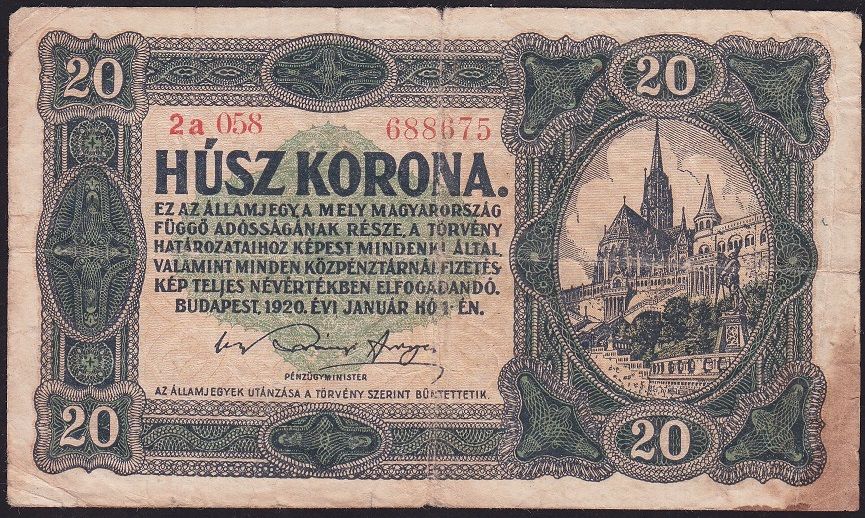 20
20
2a 058
688675
HÚSZ KORONA.
EZ AZ ÁLLAMJEGY, A MELY MAGYARORSZÁG
FÜGGŐ ADÓSSÁGÁNAK RÉSZE, A TÖRVÉNY
HATÁROZATAIHOZ KÉPEST MINDENKI ÁLTAL,
VALAMINT MINDEN KÖZPÉNZTÁRNÁL FIZETÉS-
KÉP TELJES NÉVÉRTÉKBEN ELFOGADANDÓ.
BUDAPEST, 1920. ÉVI JANUÁR HÓ 1-ÉN.
PÉNZÜGYMINISTER
AZ ÁLLAMJEGYEK UTÁNZÁSA A TÖRVÉNY SZERINT BÜNTETTETIK.
20
20